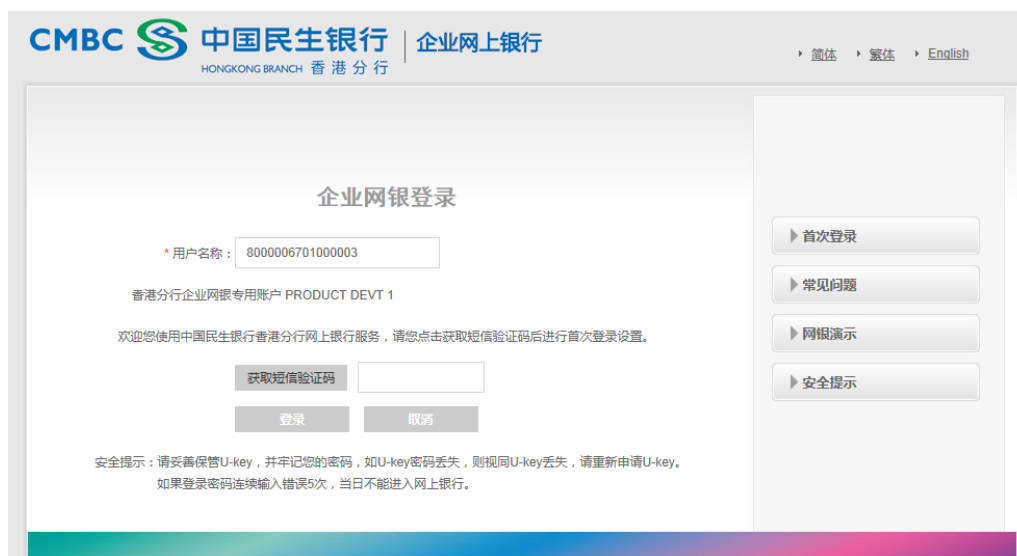 CMBC 中国民生银行 企业网上银行
HONGKONG BRANCH 香港分行
简体 繁体 English
企业网银登录
*用户名称： 8000006701000003
香港分行企业网银专用账户 PRODUCT DEVT 1
欢迎您使用中国民生银行香港分行网上银行服务，请您点击获取短信验证码后进行首次登录设置。
获取短信验证码
登录 取消
安全提示：请妥善保管U-key，并牢记您的密码，如U-key密码丢失，则视同U-key丢失，请重新申请U-key。
如果登录密码连续输入错误5次，当日不能进入网上银行。
首次登录
常见问题
网银演示
安全提示